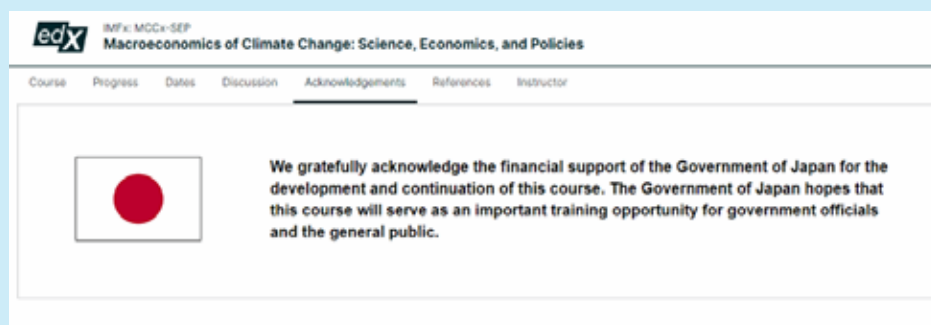 edX
IMFx: MCCx-SEP
Macroeconomics of Climate Change: Science, Economics, and Policies
Course Progress Dates Discussion Acknowledgements References Instructor
We gratefully acknowledge the financial support of the Government of Japan for the
development and continuation of this course. The Government of Japan hopes that
this course will serve as an important training opportunity for government officials
and the general public.